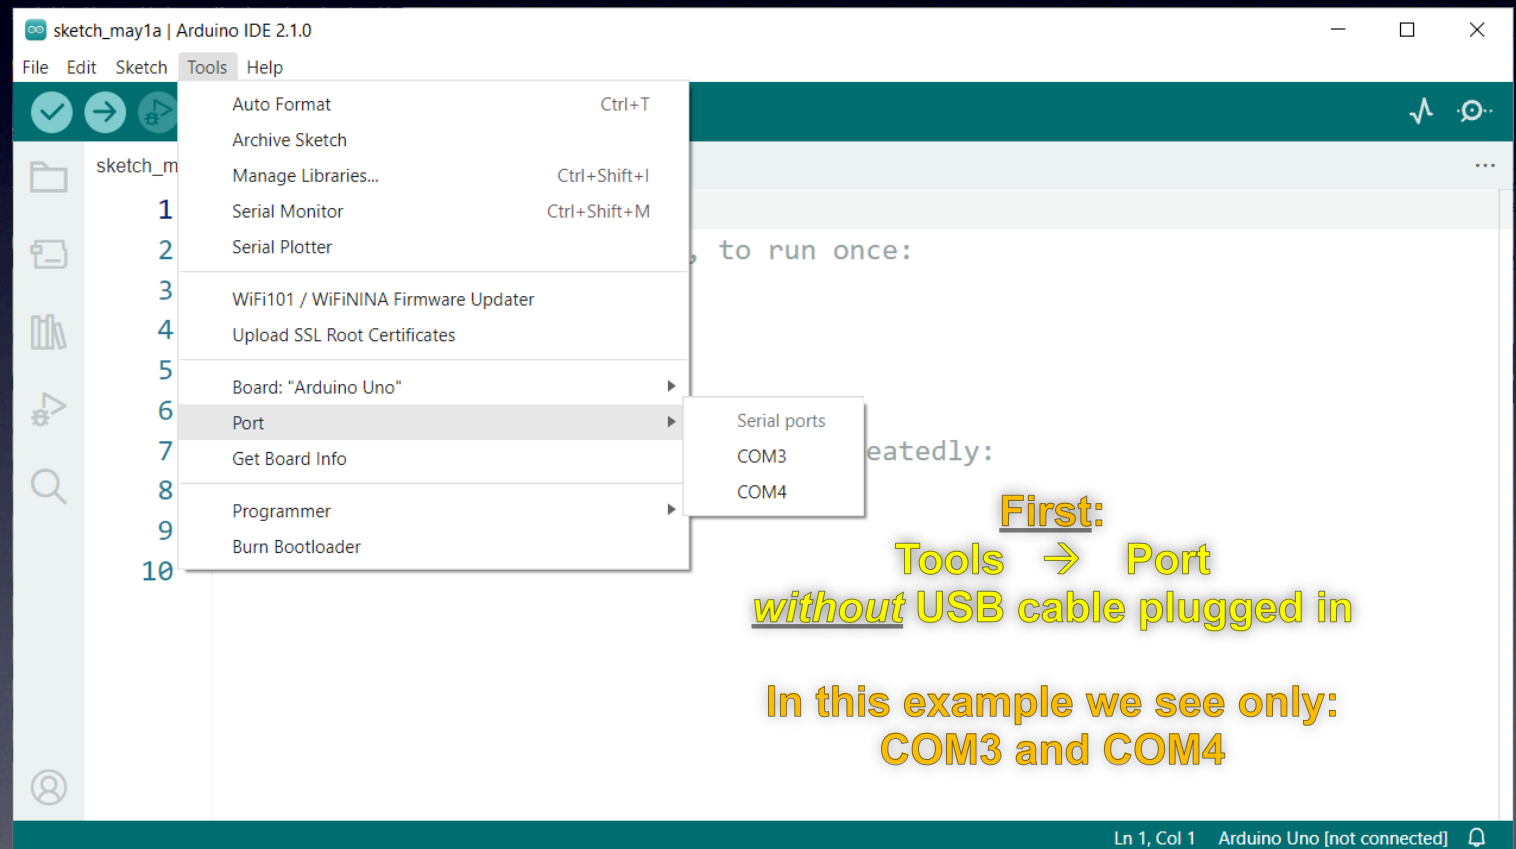 sketch_may1a | Arduino IDE 2.1.0
File Edit Sketch Tools Help
Auto Format Ctrl+T
Archive Sketch
sketch_m
Manage Libraries... Ctrl+Shift+I
1
Serial Monitor Ctrl+Shift+M
2
Serial Plotter
, to run once:
3
WiFi101 / WiFiNINA Firmware Updater
4
Upload SSL Root Certificates
5
Board: "Arduino Uno"
6
Port
Serial ports
7
Get Board Info
COM3
eatedly:
8
COM4
Programmer
9
Burn Bootloader
10
First:
Tools → Port
without USB cable plugged in
In this example we see only:
COM3 and COM4
Ln 1, Col 1 Arduino Uno [not connected]